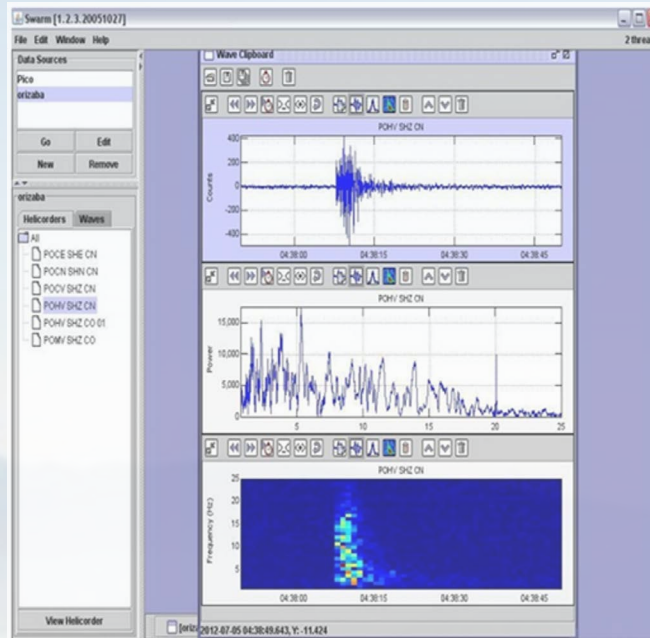 Swarm [1.2.3.20051027]
File Edit Window Help
2 threa
Data Sources
Pico
orizaba
Go Edit
New Remove
orizaba
Helicorders Waves
All
POCE SHE CN
POCN SHN CN
POCV SHZ CN
POHV SHZ CN
POHV SHZ CO 01
POMV SHZ CO
View Helicorder
Wave Clipboard
POHV SHZ CN
Counts
400
200
0
-200
-400
04:38:00 04:38:15 04:38:30 04:38:45
POHV SHZ CN
Power
15,000
10,000
5,000
0
5 10 15 20 25
POHV SHZ CN
Frequency (Hz)
25
20
15
10
5
04:38:00 04:38:15 04:38:30 04:38:45
[oriz
2012-07-05 04:38:49.643, Y: -11.424